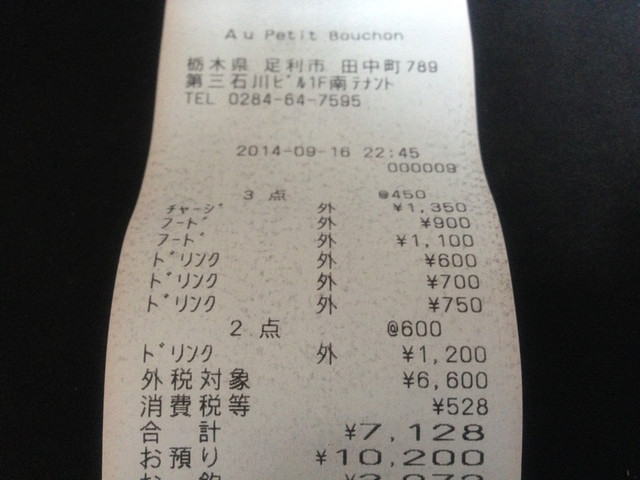 Au Petit Bouchon
栃木県 足利市 田中町789
第三石川ビル1F南テナント
TEL 0284-64-7595
2014-09-16 22:45
000009
3点 @450
チャージ 外 ¥1,350
フード 外 ¥900
フード 外 ¥1,100
ドリンク 外 ¥600
ドリンク 外 ¥700
ドリンク 外 ¥750
2点 @600
ドリンク 外 ¥1,200
外税対象 ¥6,600
消費税等 ¥528
合計 ¥7,128
お預り ¥10,200